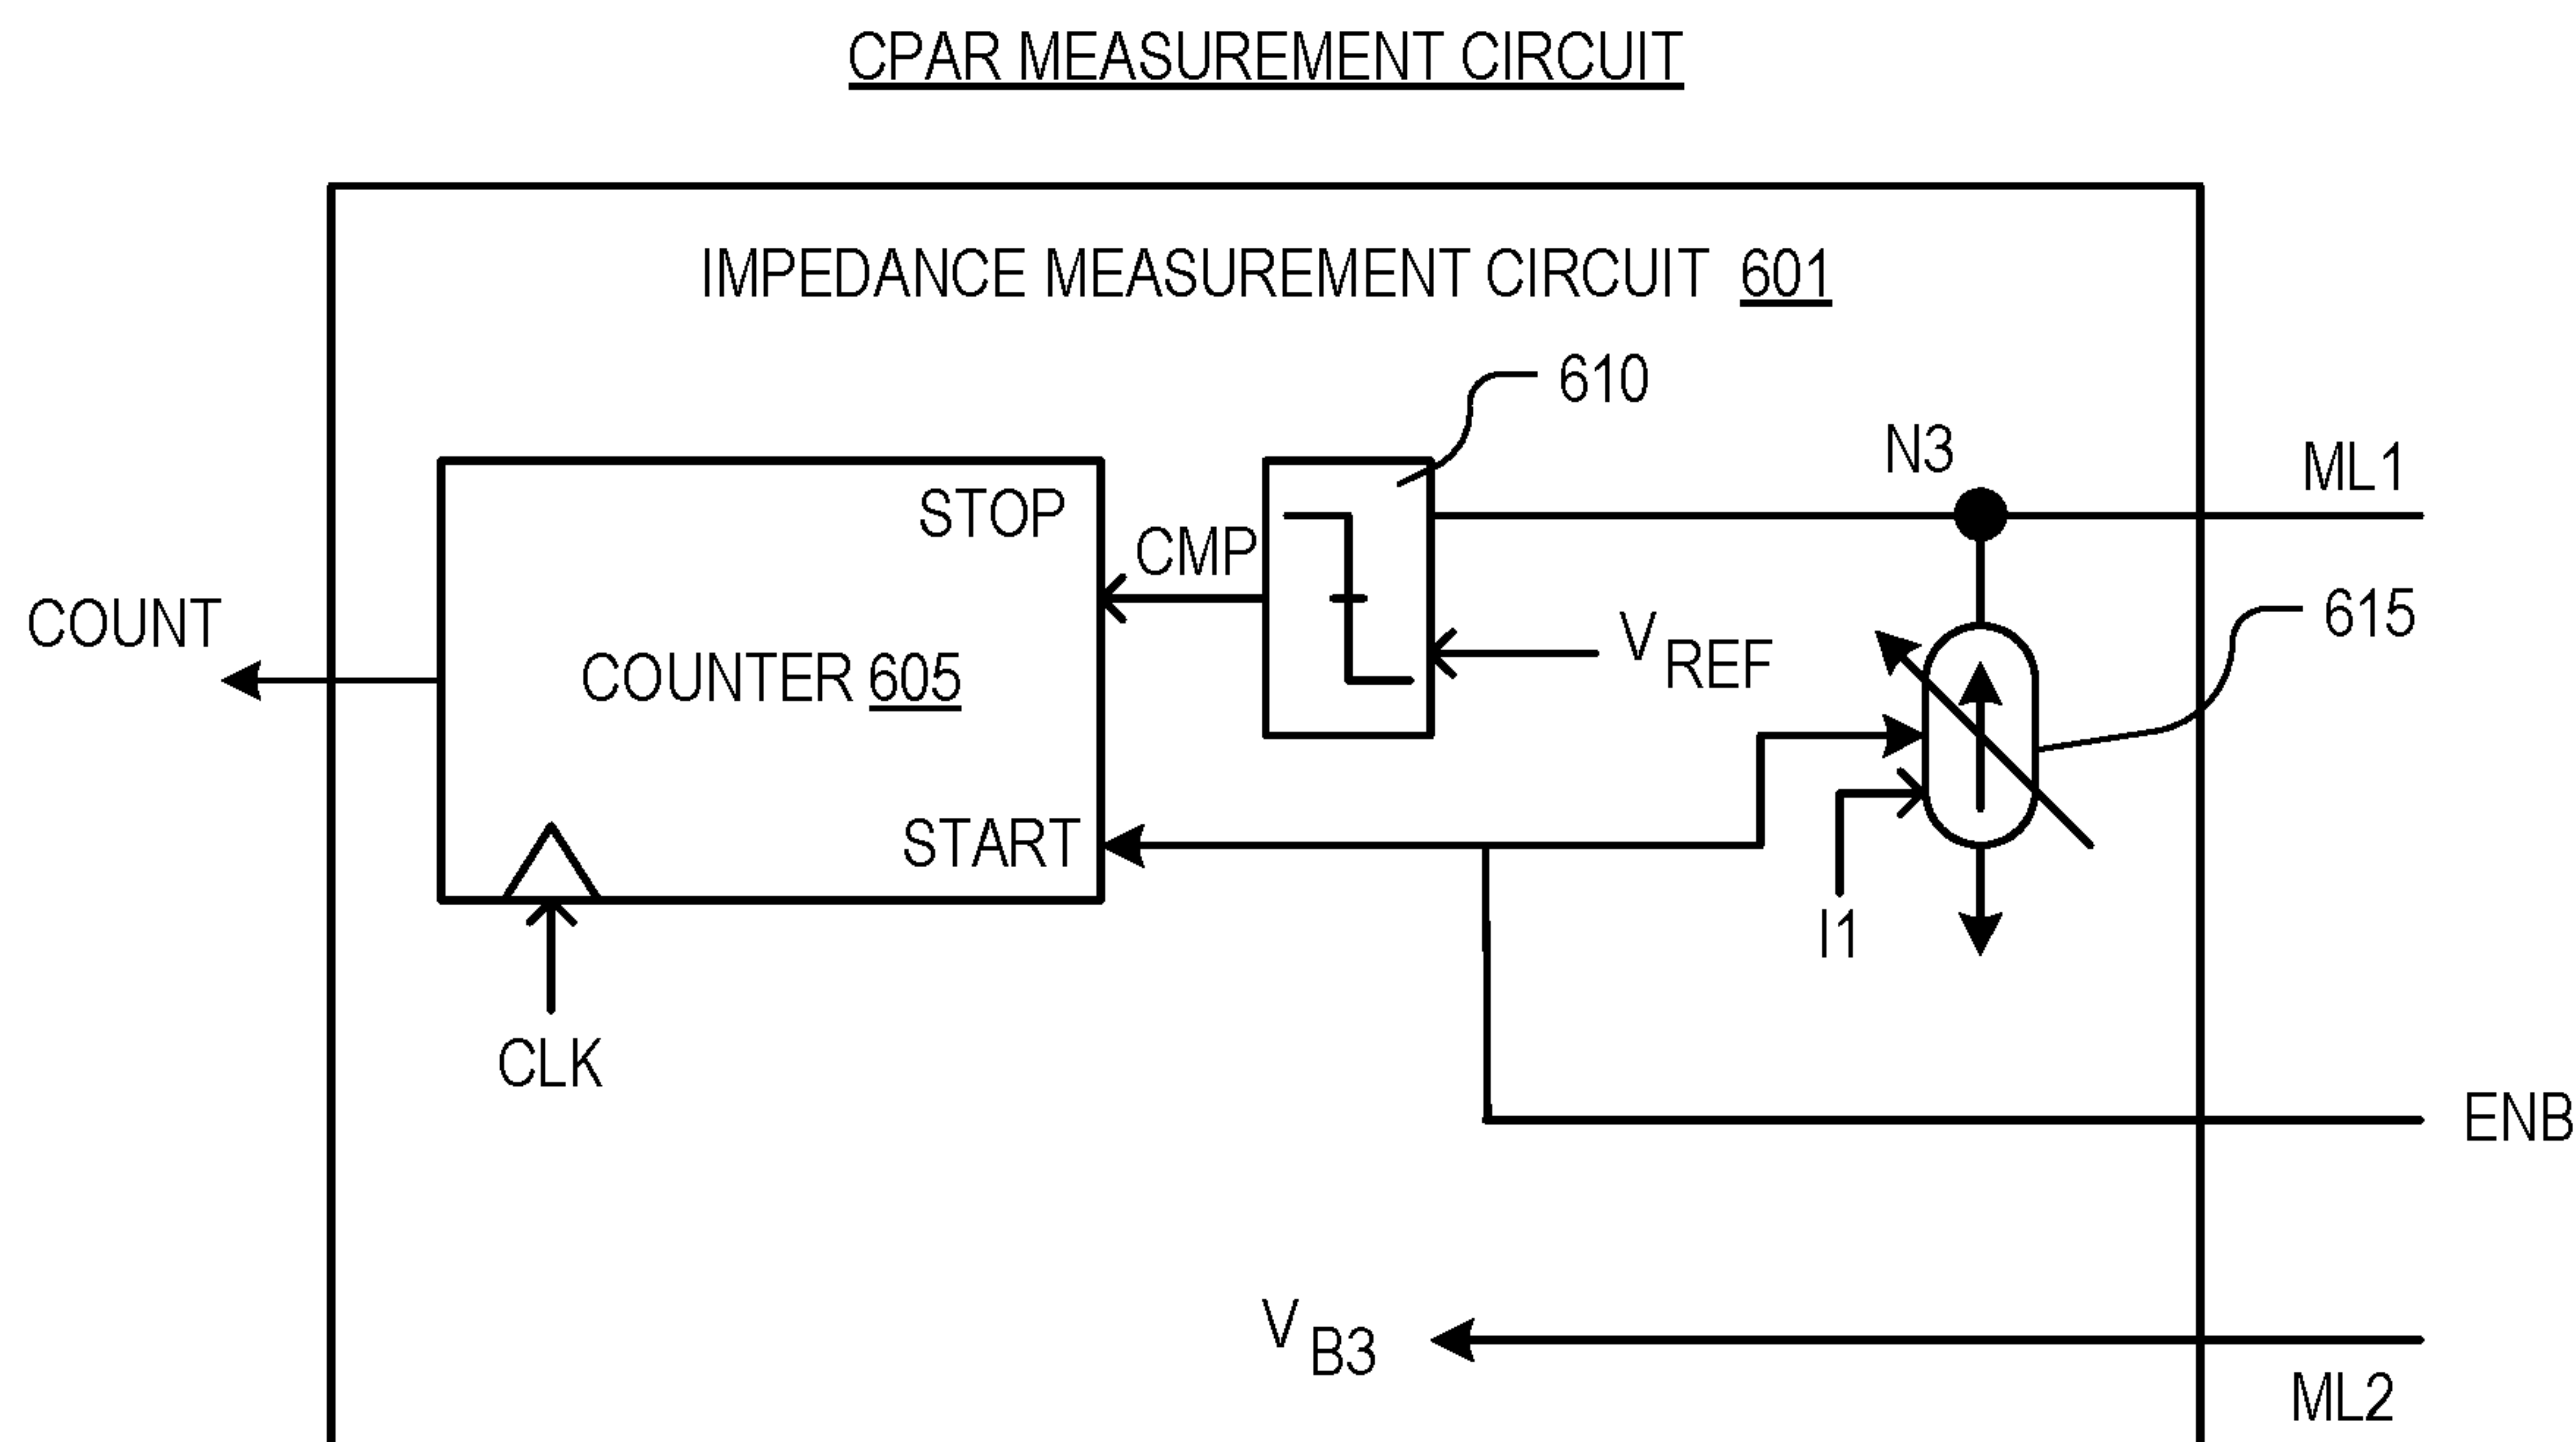 CPAR MEASUREMENT CIRCUIT
IMPEDANCE MEASUREMENT CIRCUIT 601
610
N3
ML1
STOP
CMP
COUNT
615
VREF
COUNTER 605
START
I1
CLK
ENB
VB3
ML2